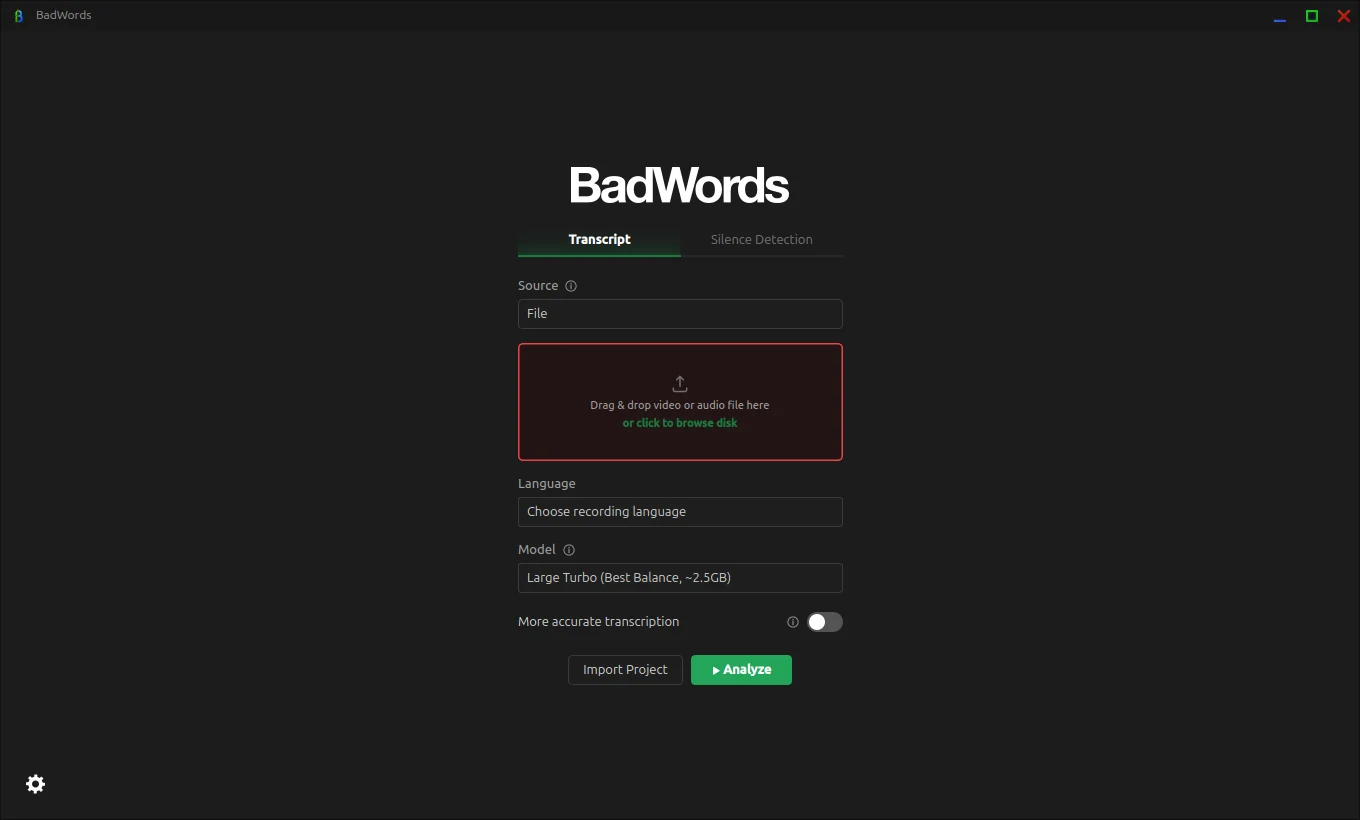 BadWords
BadWords
Transcript
Silence Detection
Source
File
Drag & drop video or audio file here
or click to browse disk
Language
Choose recording language
Model
Large Turbo (Best Balance, ~2.5GB)
More accurate transcription
Import Project
Analyze